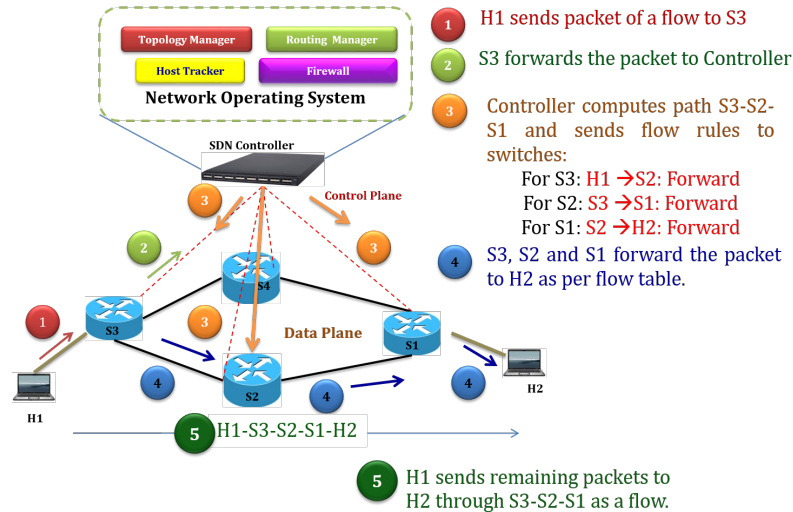 Topology Manager
Routing Manager
Host Tracker
Firewall
Network Operating System
SDN Controller
Control Plane
1 H1 sends packet of a flow to S3
2 S3 forwards the packet to Controller
3 Controller computes path S3-S2-
S1 and sends flow rules to
switches:
For S3: H1 →S2: Forward
For S2: S3 →S1: Forward
For S1: S2 →H2: Forward
4 S3, S2 and S1 forward the packet
to H2 as per flow table.
3
3
2
S4
1
S3
3
Data Plane
S1
4
S2
4
4
H1
H2
5 H1-S3-S2-S1-H2
5 H1 sends remaining packets to
H2 through S3-S2-S1 as a flow.